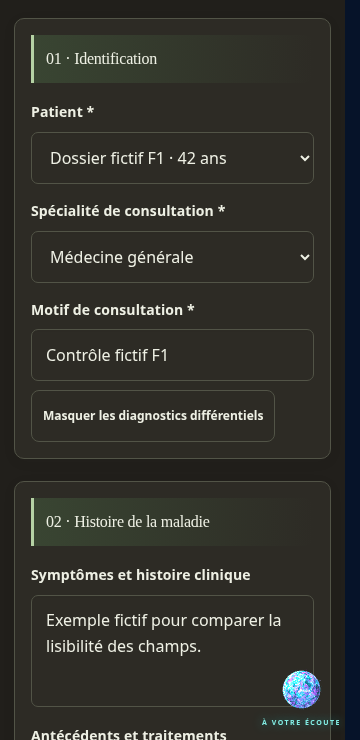 01 · Identification
Patient *
Dossier fictif F1 · 42 ans
Spécialité de consultation *
Médecine générale
Motif de consultation *
Contrôle fictif F1
Masquer les diagnostics différentiels
02 · Histoire de la maladie
Symptômes et histoire clinique
Exemple fictif pour comparer la
lisibilité des champs.
À VOTRE ÉCOUTE
Antécédents et traitements